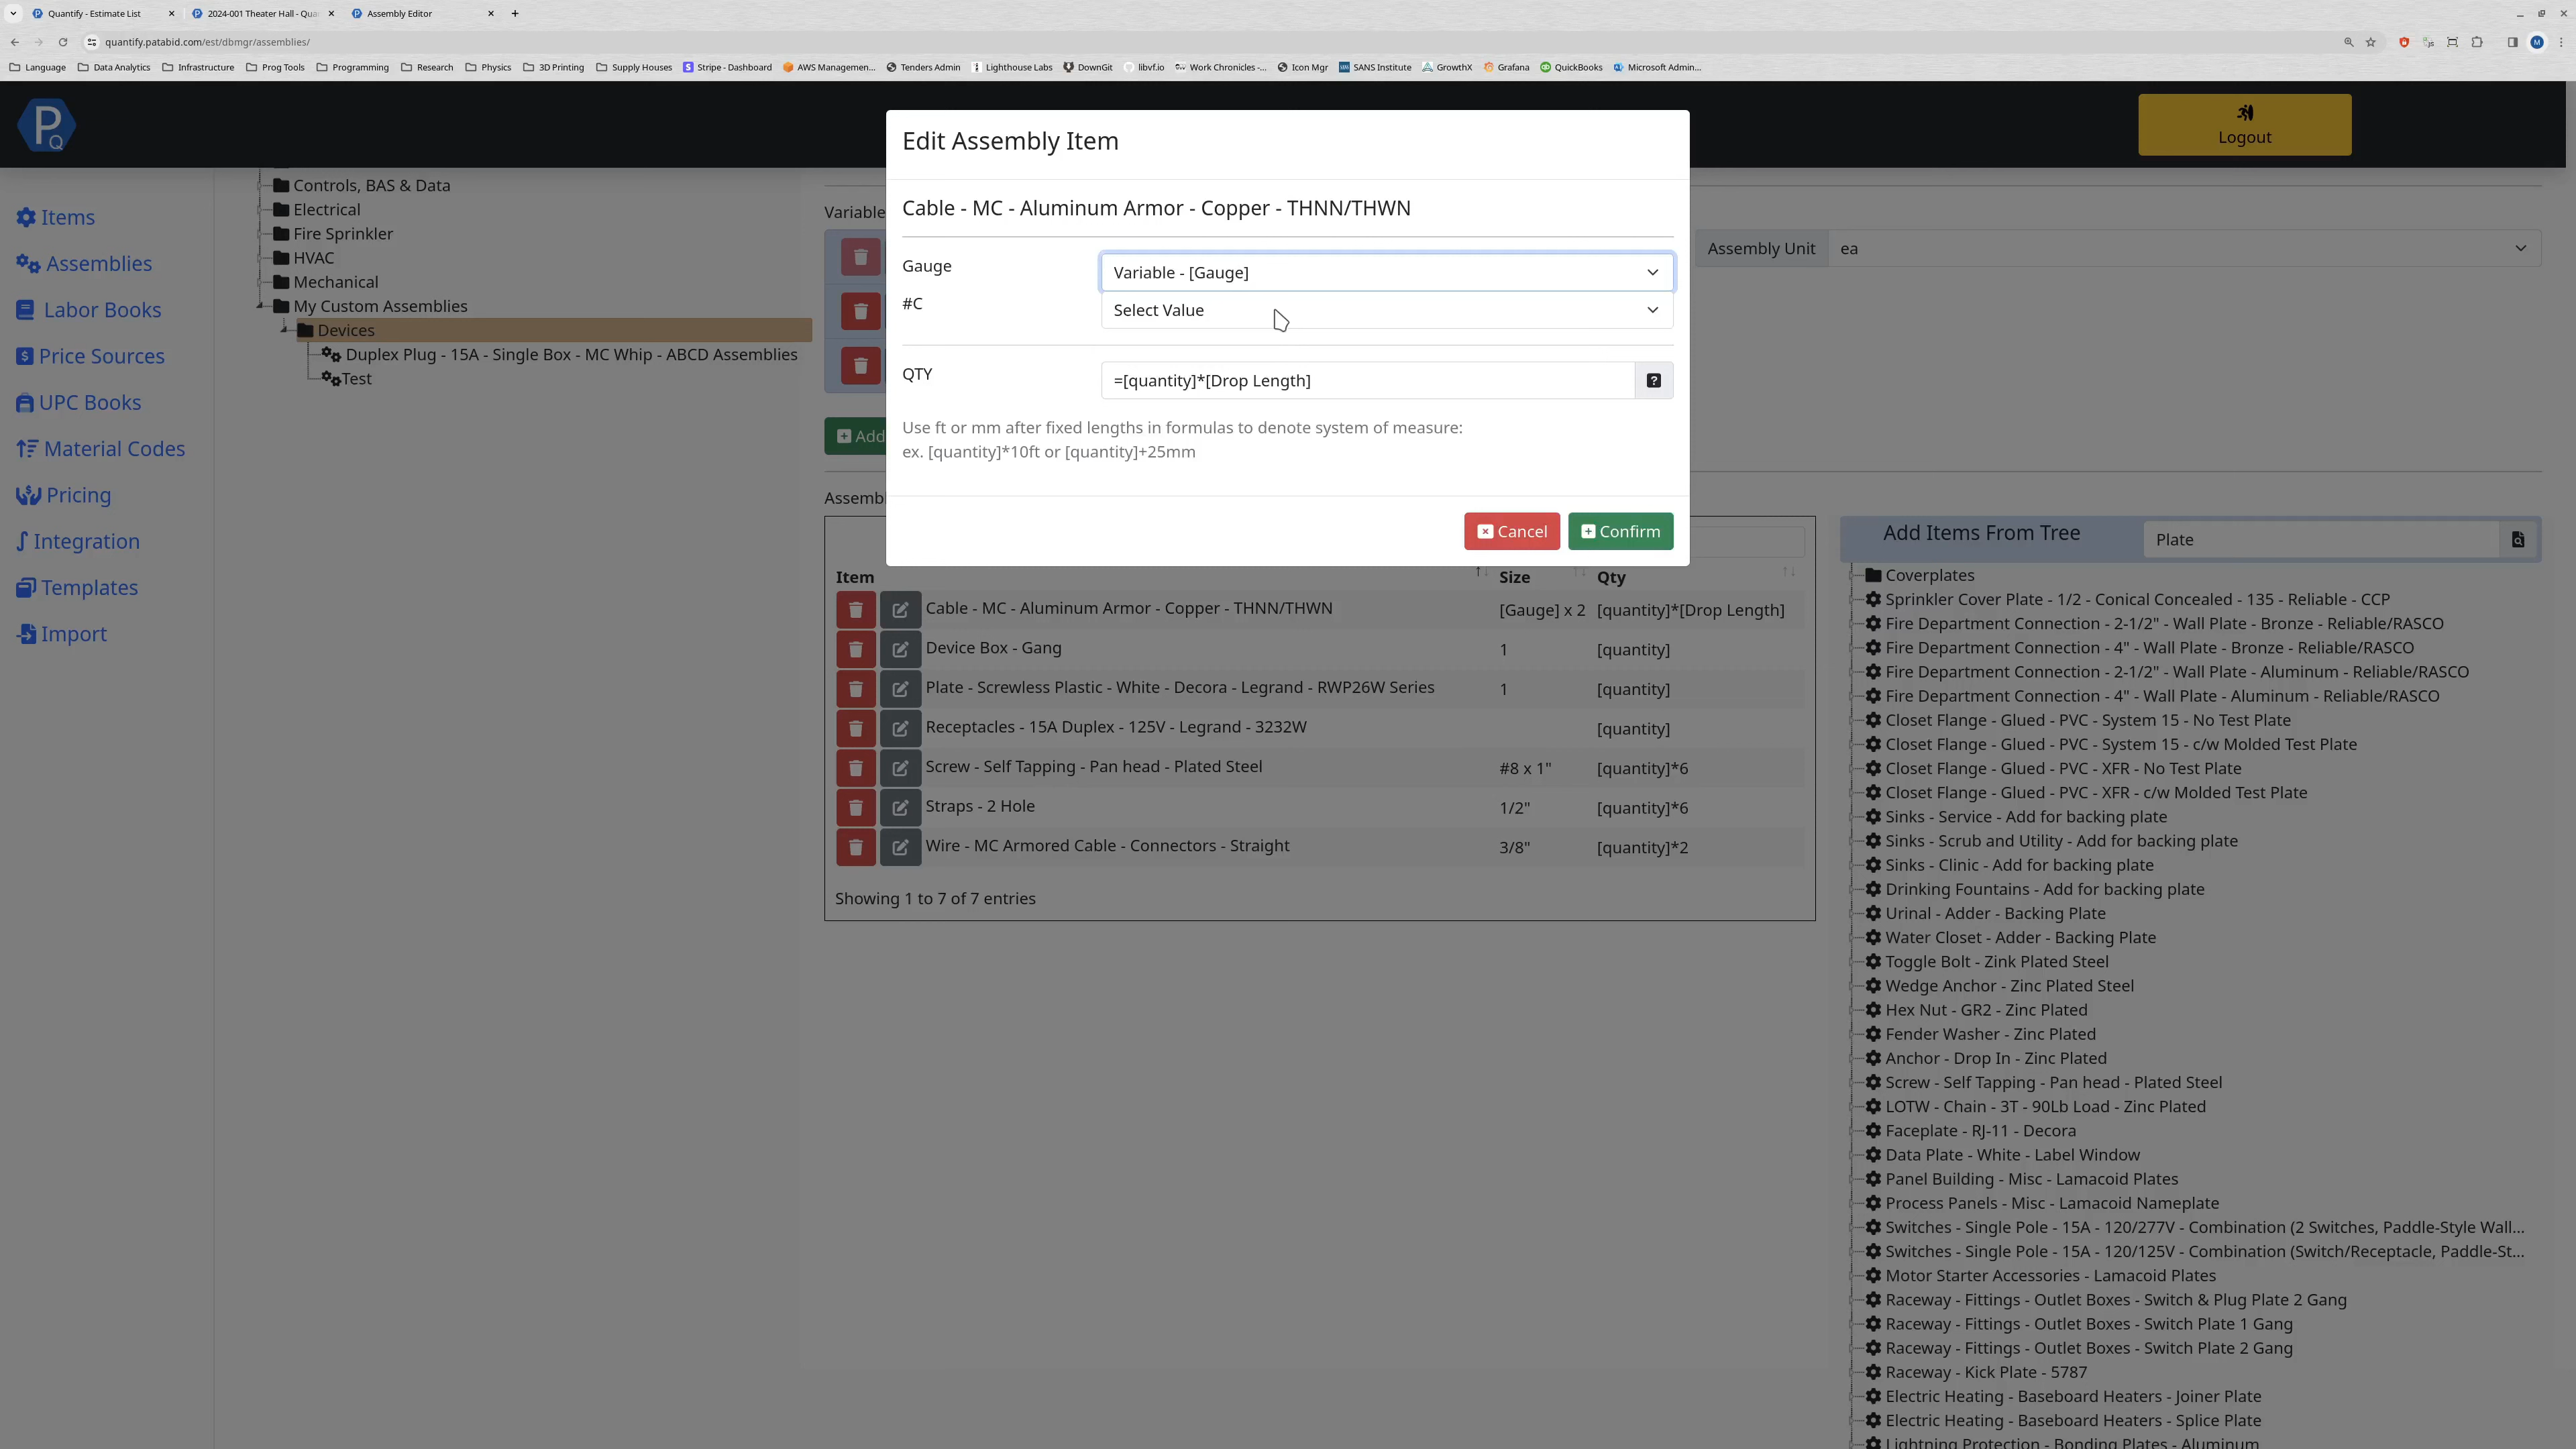 Quantify - Estimate List
2024-001 Theater Hall - Qua
Assembly Editor
quantify.patabid.com/est/dbmgr/assemblies/
Language
Data Analytics
Infrastructure
Prog Tools
Programming
Research
Physics
3D Printing
Supply Houses
Stripe - Dashboard
AWS Managemen...
Tenders Admin
Lighthouse Labs
DownGit
libvf.io
Work Chronicles -...
Icon Mgr
SANS Institute
GrowthX
Grafana
QuickBooks
Microsoft Admin...
M
P
Q
Logout
Items
Assemblies
Labor Books
Price Sources
UPC Books
Material Codes
Pricing
Integration
Templates
Import
Controls, BAS & Data
Electrical
Fire Sprinkler
HVAC
Mechanical
My Custom Assemblies
Devices
Duplex Plug - 15A - Single Box - MC Whip - ABCD Assemblies
Test
Variable
Assembly Unit ea
Add
Assemb
Edit Assembly Item
Cable - MC - Aluminum Armor - Copper - THNN/THWN
Gauge Variable - [Gauge]
#C Select Value
QTY =[quantity]*[Drop Length]
Use ft or mm after fixed lengths in formulas to denote system of measure:
ex. [quantity]*10ft or [quantity]+25mm
Cancel Confirm
Item Size Qty
Cable - MC - Aluminum Armor - Copper - THNN/THWN [Gauge] x 2 [quantity]*[Drop Length]
Device Box - Gang 1 [quantity]
Plate - Screwless Plastic - White - Decora - Legrand - RWP26W Series 1 [quantity]
Receptacles - 15A Duplex - 125V - Legrand - 3232W [quantity]
Screw - Self Tapping - Pan head - Plated Steel #8 x 1" [quantity]*6
Straps - 2 Hole 1/2" [quantity]*6
Wire - MC Armored Cable - Connectors - Straight 3/8" [quantity]*2
Showing 1 to 7 of 7 entries
Add Items From Tree Plate
Coverplates
Sprinkler Cover Plate - 1/2 - Conical Concealed - 135 - Reliable - CCP
Fire Department Connection - 2-1/2" - Wall Plate - Bronze - Reliable/RASCO
Fire Department Connection - 4" - Wall Plate - Bronze - Reliable/RASCO
Fire Department Connection - 2-1/2" - Wall Plate - Aluminum - Reliable/RASCO
Fire Department Connection - 4" - Wall Plate - Aluminum - Reliable/RASCO
Closet Flange - Glued - PVC - System 15 - No Test Plate
Closet Flange - Glued - PVC - System 15 - c/w Molded Test Plate
Closet Flange - Glued - PVC - XFR - No Test Plate
Closet Flange - Glued - PVC - XFR - c/w Molded Test Plate
Sinks - Service - Add for backing plate
Sinks - Scrub and Utility - Add for backing plate
Sinks - Clinic - Add for backing plate
Drinking Fountains - Add for backing plate
Urinal - Adder - Backing Plate
Water Closet - Adder - Backing Plate
Toggle Bolt - Zink Plated Steel
Wedge Anchor - Zinc Plated Steel
Hex Nut - GR2 - Zinc Plated
Fender Washer - Zinc Plated
Anchor - Drop In - Zinc Plated
Screw - Self Tapping - Pan head - Plated Steel
LOTW - Chain - 3T - 90Lb Load - Zinc Plated
Faceplate - RJ-11 - Decora
Data Plate - White - Label Window
Panel Building - Misc - Lamacoid Plates
Process Panels - Misc - Lamacoid Nameplate
Switches - Single Pole - 15A - 120/277V - Combination (2 Switches, Paddle-Style Wall...
Switches - Single Pole - 15A - 120/125V - Combination (Switch/Receptacle, Paddle-St...
Motor Starter Accessories - Lamacoid Plates
Raceway - Fittings - Outlet Boxes - Switch & Plug Plate 2 Gang
Raceway - Fittings - Outlet Boxes - Switch Plate 1 Gang
Raceway - Fittings - Outlet Boxes - Switch Plate 2 Gang
Raceway - Kick Plate - 5787
Electric Heating - Baseboard Heaters - Joiner Plate
Electric Heating - Baseboard Heaters - Splice Plate
Lightning Protection - Bonding Plates - Aluminum